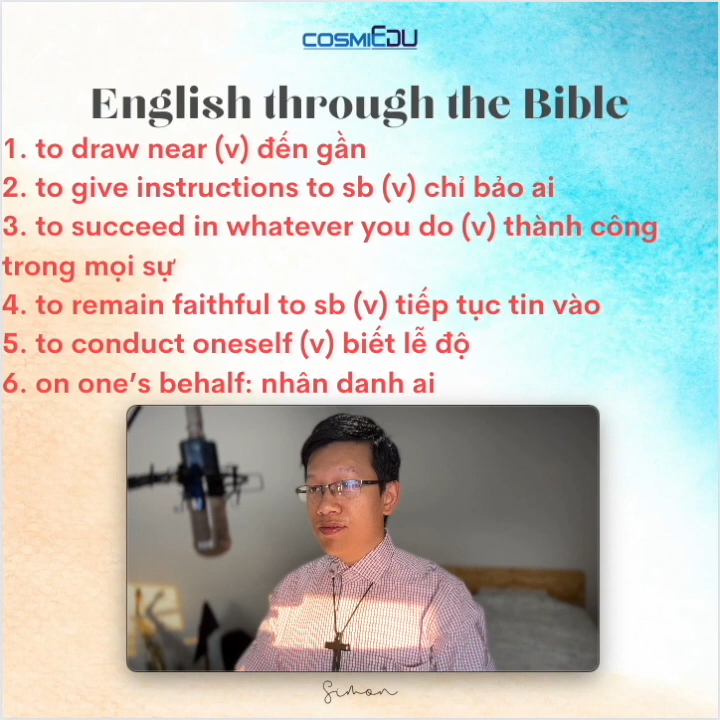 COSMIEDU
English through the Bible
1. to draw near (v) đến gần
2. to give instructions to sb (v) chỉ bảo ai
3. to succeed in whatever you do (v) thành công
trong mọi sự
4. to remain faithful to sb (v) tiếp tục tin vào
5. to conduct oneself (v) biết lễ độ
6. on one’s behalf: nhân danh ai
Simon